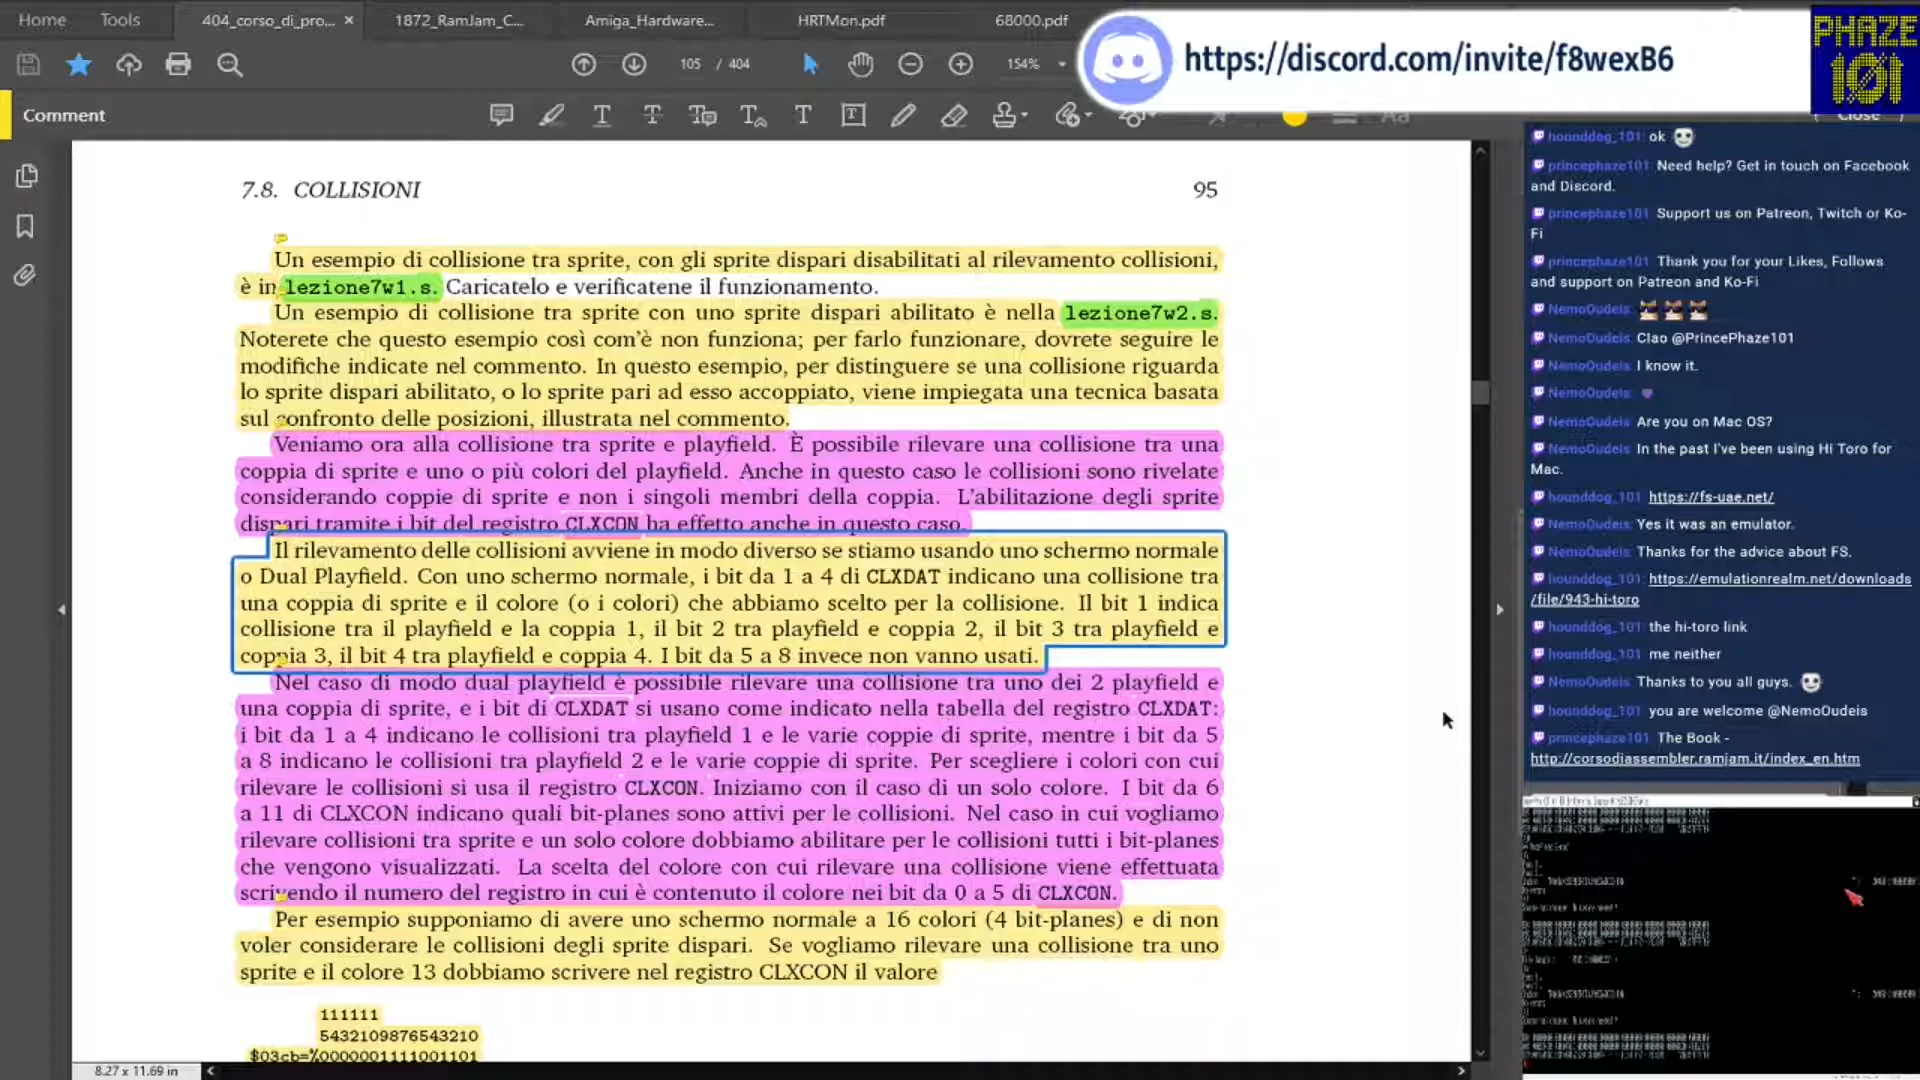 Home
Tools
404_corso_di_pro...
1872_RamJam_C...
Amiga_Hardware...
HRTMon.pdf
68000.pdf
https://discord.com/invite/f8wexB6
PHAZE
101
105 / 404
154%
Comment
Close
7.8. COLLISIONI 95
Un esempio di collisione tra sprite, con gli sprite dispari disabilitati al rilevamento collisioni,
è in lezione7w1.s. Caricatelo e verificatene il funzionamento.
Un esempio di collisione tra sprite con uno sprite dispari abilitato è nella lezione7w2.s.
Noterete che questo esempio così com'è non funziona; per farlo funzionare, dovrete seguire le
modifiche indicate nel commento. In questo esempio, per distinguere se una collisione riguarda
lo sprite dispari abilitato, o lo sprite pari ad esso accoppiato, viene impiegata una tecnica basata
sul confronto delle posizioni, illustrata nel commento.
Veniamo ora alla collisione tra sprite e playfield. È possibile rilevare una collisione tra una
coppia di sprite e uno o più colori del playfield. Anche in questo caso le collisioni sono rivelate
considerando coppie di sprite e non i singoli membri della coppia. L'abilitazione degli sprite
dispari tramite i bit del registro CLXCON ha effetto anche in questo caso.
Il rilevamento delle collisioni avviene in modo diverso se stiamo usando uno schermo normale
o Dual Playfield. Con uno schermo normale, i bit da 1 a 4 di CLXDAT indicano una collisione tra
una coppia di sprite e il colore (o i colori) che abbiamo scelto per la collisione. Il bit 1 indica
collisione tra il playfield e la coppia 1, il bit 2 tra playfield e coppia 2, il bit 3 tra playfield e
coppia 3, il bit 4 tra playfield e coppia 4. I bit da 5 a 8 invece non vanno usati.
Nel caso di modo dual playfield è possibile rilevare una collisione tra uno dei 2 playfield e
una coppia di sprite, e i bit di CLXDAT si usano come indicato nella tabella del registro CLXDAT:
i bit da 1 a 4 indicano le collisioni tra playfield 1 e le varie coppie di sprite, mentre i bit da 5
a 8 indicano le collisioni tra playfield 2 e le varie coppie di sprite. Per scegliere i colori con cui
rilevare le collisioni si usa il registro CLXCON. Iniziamo con il caso di un solo colore. I bit da 6
a 11 di CLXCON indicano quali bit-planes sono attivi per le collisioni. Nel caso in cui vogliamo
rilevare collisioni tra sprite e un solo colore dobbiamo abilitare per le collisioni tutti i bit-planes
che vengono visualizzati. La scelta del colore con cui rilevare una collisione viene effettuata
scrivendo il numero del registro in cui è contenuto il colore nei bit da 0 a 5 di CLXCON.
Per esempio supponiamo di avere uno schermo normale a 16 colori (4 bit-planes) e di non
voler considerare le collisioni degli sprite dispari. Se vogliamo rilevare una collisione tra uno
sprite e il colore 13 dobbiamo scrivere nel registro CLXCON il valore
111111
5432109876543210
$03cb=%0000001111001101
8.27 x 11.69 in
hounddog_101: ok
princephaze101 Need help? Get in touch on Facebook
and Discord.
princephaze101 Support us on Patreon, Twitch or Ko-
Fi
princephaze101 Thank you for your Likes, Follows
and support on Patreon and Ko-Fi
NemoOudeis:
NemoOudeis: CIao @PrincePhaze101
NemoOudeis: I know it.
NemoOudeis:
NemoOudeis: Are you on Mac OS?
NemoOudeis: In the past I've been using Hi Toro for
Mac.
hounddog_101: https://fs-uae.net/
NemoOudeis: Yes it was an emulator.
NemoOudeis: Thanks for the advice about FS.
hounddog_101: https://emulationrealm.net/downloads
/file/943-hi-toro
hounddog_101: the hi-toro link
hounddog_101 me neither
NemoOudeis: Thanks to you all guys.
hounddog_101 you are welcome @NemoOudeis
princephaze101 The Book -
http://corsodiassembler.ramjam.it/index_en.htm